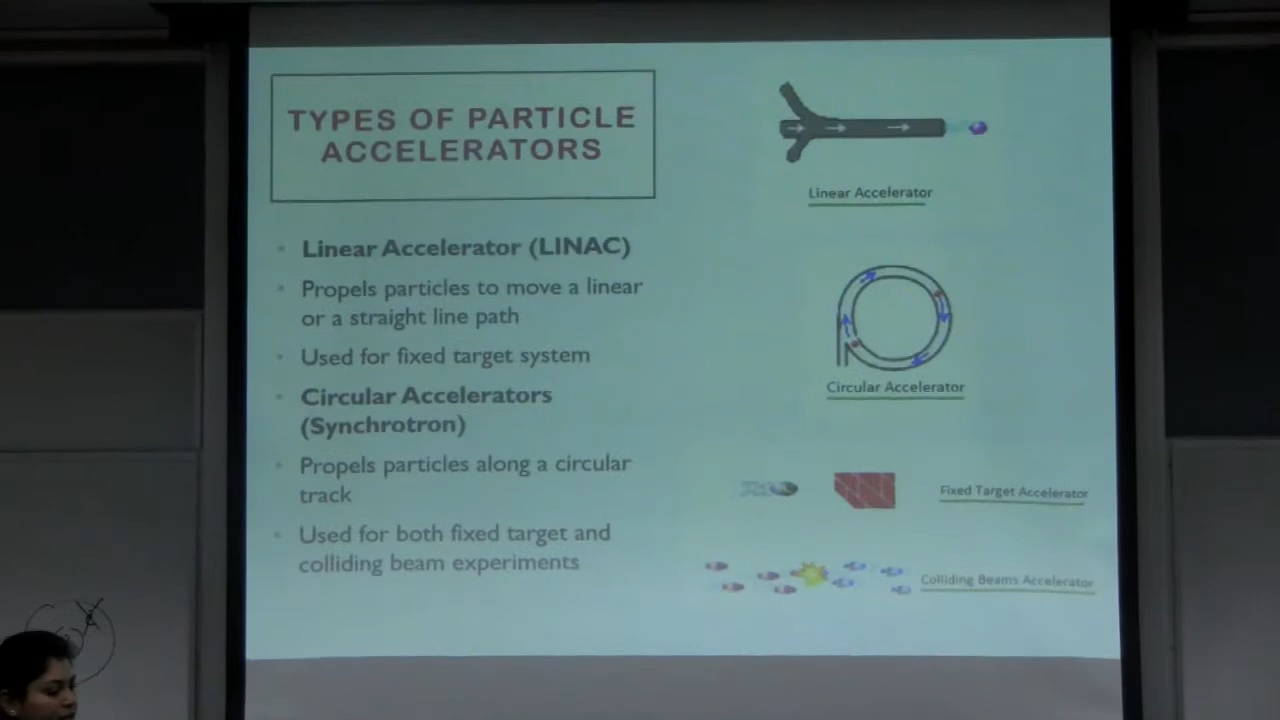 TYPES OF PARTICLE
ACCELERATORS
• Linear Accelerator (LINAC)
• Propels particles to move a linear
or a straight line path
• Used for fixed target system
• Circular Accelerators
(Synchrotron)
• Propels particles along a circular
track
• Used for both fixed target and
colliding beam experiments
Linear Accelerator
Circular Accelerator
Fixed Target Accelerator
Colliding Beams Accelerator